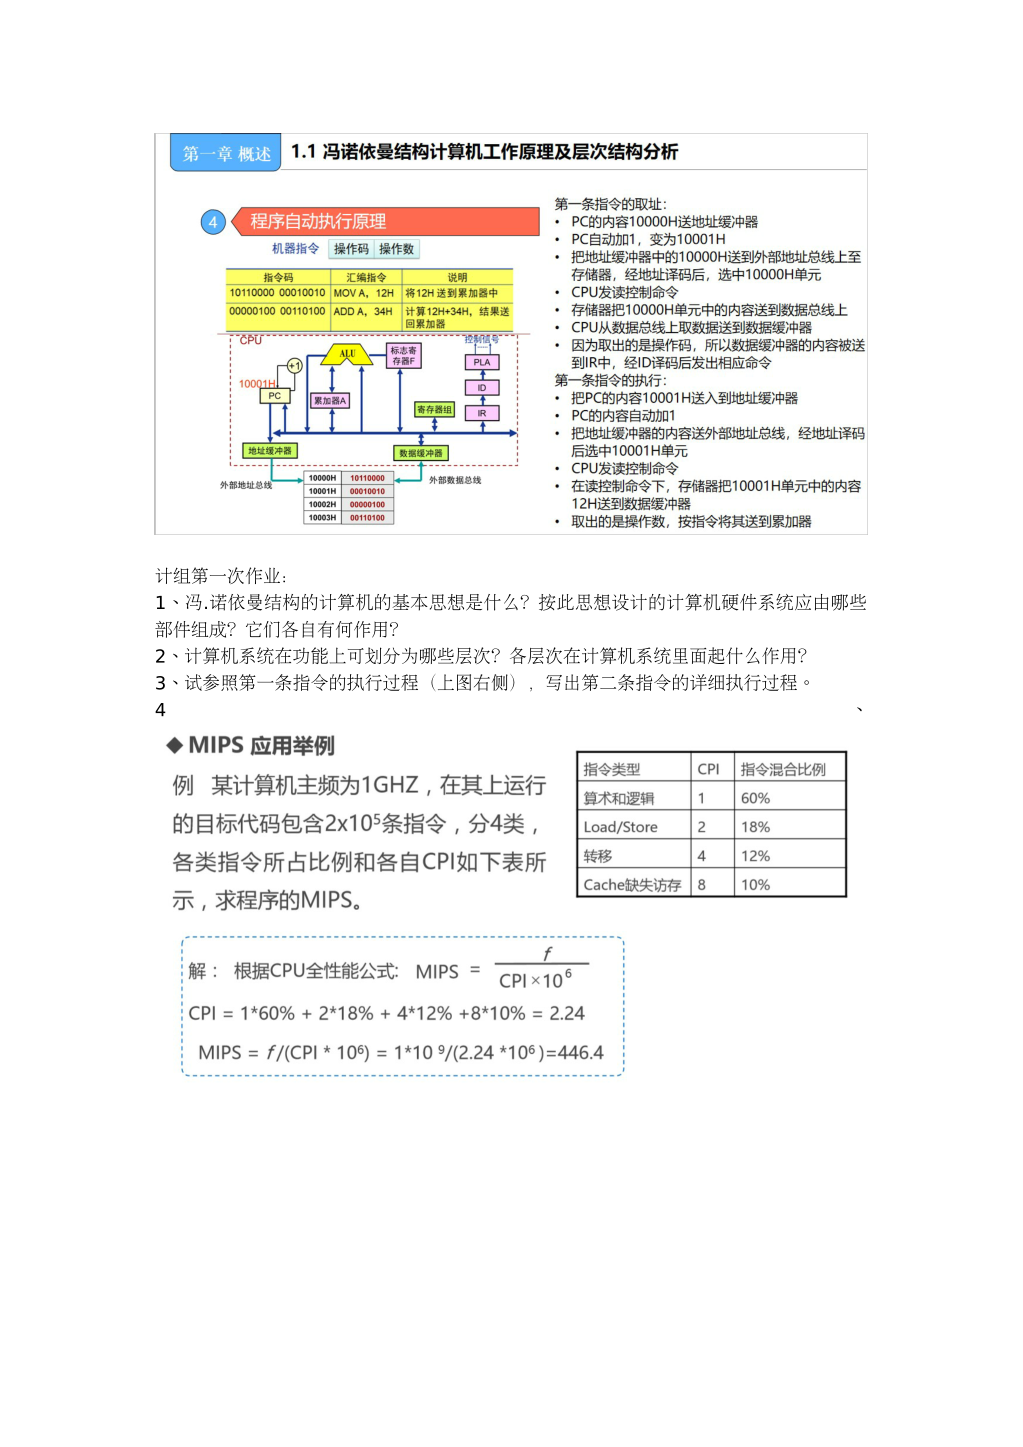 第一章 概述
1.1 冯诺依曼结构计算机工作原理及层次结构分析
4
程序自动执行原理
机器指令 操作码 操作数
指令码 汇编指令 说明
10110000 00010010 MOV A，12H 将12H 送到累加器中
00000100 00110100 ADD A，34H 计算12H+34H，结果送
回累加器
CPU
控制信号
ALU
标志寄
存器F
PLA
+1
10001H
PC
ID
累加器A
寄存器组
IR
地址缓冲器
数据缓冲器
外部地址总线
外部数据总线
10000H 10110000
10001H 00010010
10002H 00000100
10003H 00110100
第一条指令的取址：
• PC的内容10000H送地址缓冲器
• PC自动加1，变为10001H
• 把地址缓冲器中的10000H送到外部地址总线上至
存储器，经地址译码后，选中10000H单元
• CPU发读控制命令
• 存储器把10000H单元中的内容送到数据总线上
• CPU从数据总线上取数据送到数据缓冲器
• 因为取出的是操作码，所以数据缓冲器的内容被送
到IR中，经ID译码后发出相应命令
第一条指令的执行：
• 把PC的内容10001H送入到地址缓冲器
• PC的内容自动加1
• 把地址缓冲器的内容送外部地址总线，经地址译码
后选中10001H单元
• CPU发读控制命令
• 在读控制命令下，存储器把10001H单元中的内容
12H送到数据缓冲器
• 取出的是操作数，按指令将其送到累加器
计组第一次作业：
1、冯.诺依曼结构的计算机的基本思想是什么？按此思想设计的计算机硬件系统应由哪些
部件组成？它们各自有何作用？
2、计算机系统在功能上可划分为哪些层次？各层次在计算机系统里面起什么作用？
3、试参照第一条指令的执行过程（上图右侧），写出第二条指令的详细执行过程。
4、
◆ MIPS 应用举例
例 某计算机主频为1GHZ，在其上运行
的目标代码包含2x10⁵条指令，分4类，
各类指令所占比例和各自CPI如下表所
示，求程序的MIPS。
指令类型 CPI 指令混合比例
算术和逻辑 1 60%
Load/Store 2 18%
转移 4 12%
Cache缺失访存 8 10%
解： 根据CPU全性能公式: MIPS = f / CPI×10⁶
CPI = 1*60% + 2*18% + 4*12% +8*10% = 2.24
MIPS = f /(CPI * 10⁶) = 1*10 ⁹/(2.24 *10⁶ )=446.4